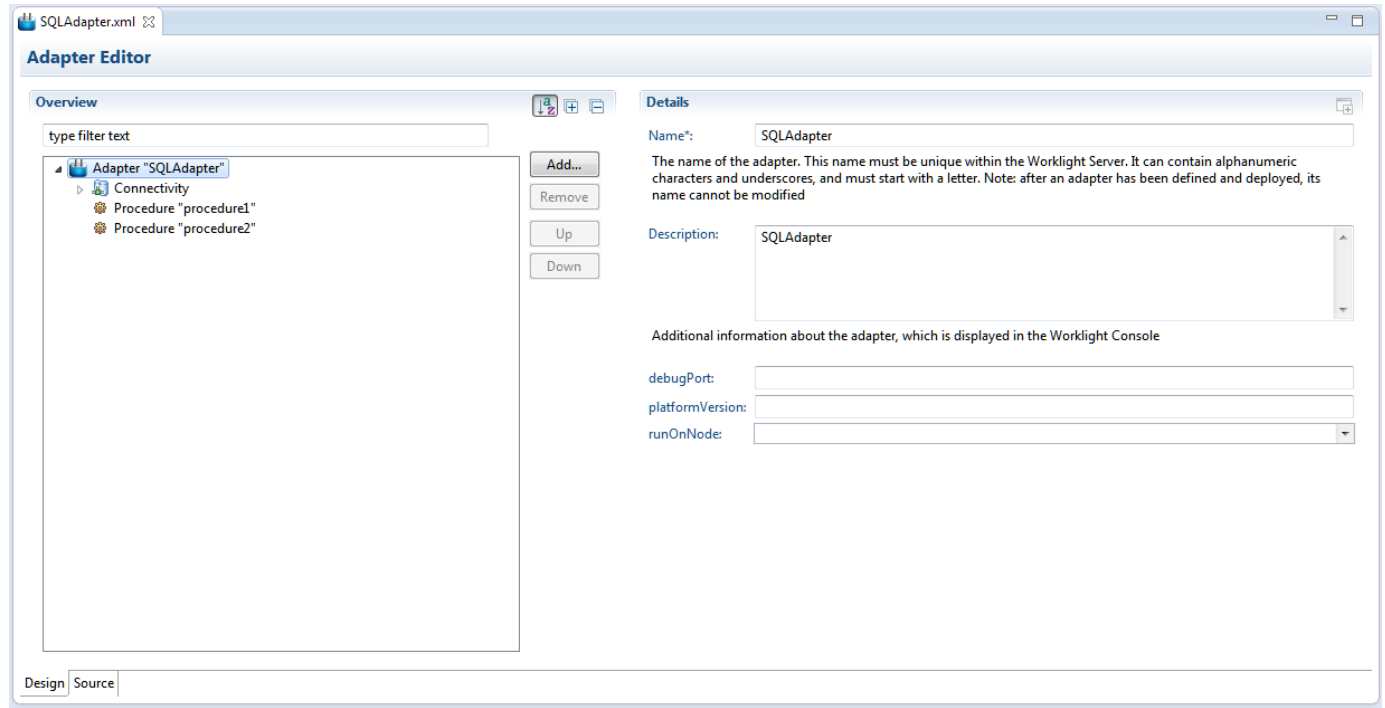 SQLAdapter.xml
Adapter Editor
Overview
type filter text
Adapter "SQLAdapter"
Connectivity
Procedure "procedure1"
Procedure "procedure2"
Add...
Remove
Up
Down
Details
Name*: SQLAdapter
The name of the adapter. This name must be unique within the Worklight Server. It can contain alphanumeric
characters and underscores, and must start with a letter. Note: after an adapter has been defined and deployed, its
name cannot be modified
Description: SQLAdapter
Additional information about the adapter, which is displayed in the Worklight Console
debugPort:
platformVersion:
runOnNode:
Design Source